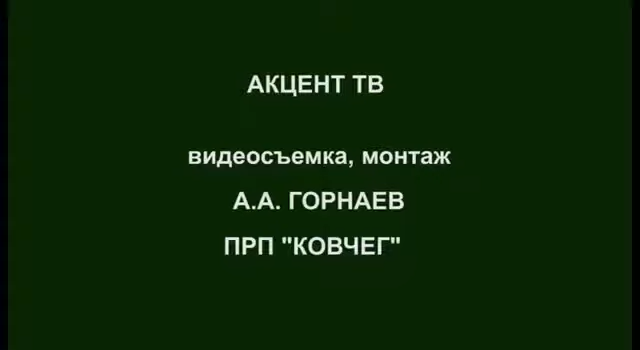 АКЦЕНТ ТВ
видеосъемка, монтаж
А.А. ГОРНАЕВ
ПРП "КОВЧЕГ"